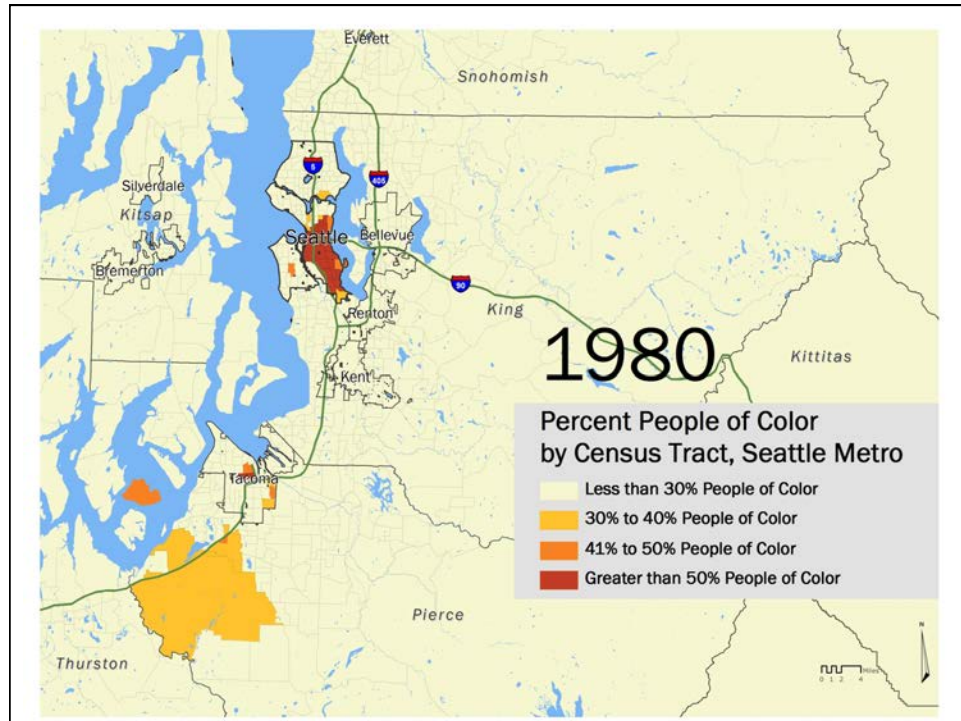 Everett
Snohomish
5
405
Silverdale
Kitsap
Seattle
Bellevue
Bremerton
90
King
Renton
1980
Kittitas
Kent
Percent People of Color
by Census Tract, Seattle Metro
Tacoma
Less than 30% People of Color
30% to 40% People of Color
41% to 50% People of Color
Greater than 50% People of Color
Pierce
Thurston
N
Miles
0 1 2 4